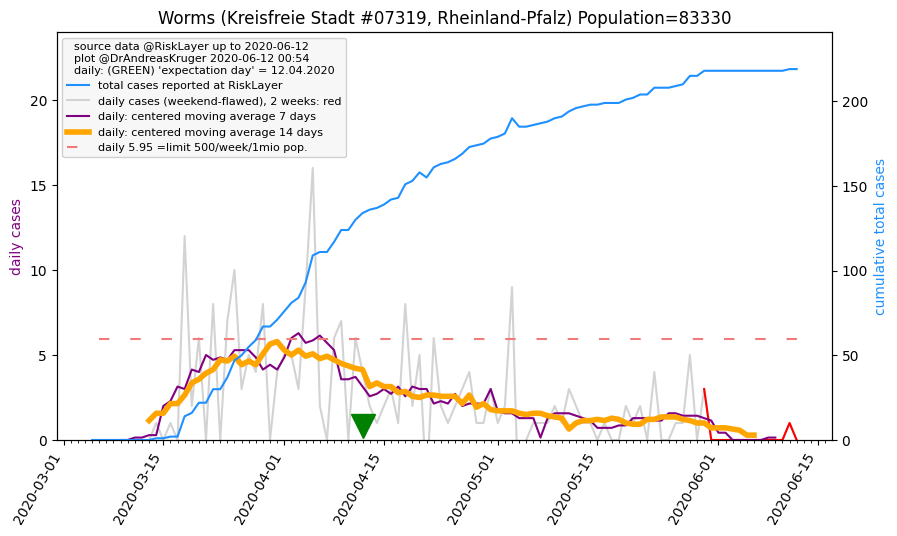 Worms (Kreisfreie Stadt #07319, Rheinland-Pfalz) Population=83330
source data @RiskLayer up to 2020-06-12
plot @DrAndreasKruger 2020-06-12 00:54
daily: (GREEN) 'expectation day' = 12.04.2020
total cases reported at RiskLayer
daily cases (weekend-flawed), 2 weeks: red
daily: centered moving average 7 days
daily: centered moving average 14 days
daily 5.95 =limit 500/week/1mio pop.
daily cases
20
15
10
5
0
cumulative total cases
200
150
100
50
0
2020-03-01
2020-03-15
2020-04-01
2020-04-15
2020-05-01
2020-05-15
2020-06-01
2020-06-15